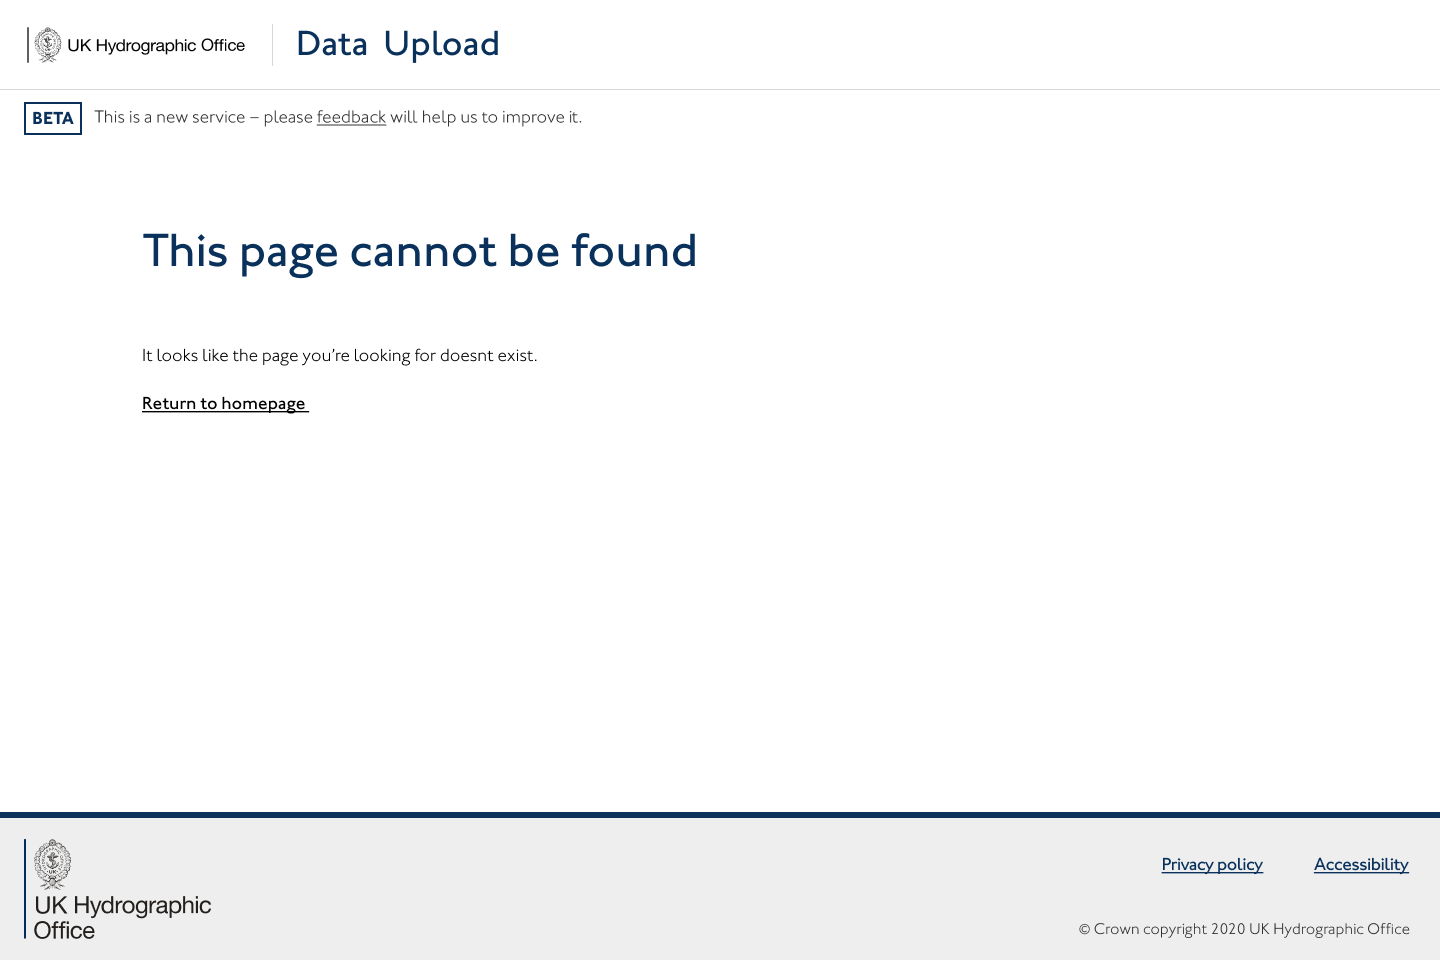 UK Hydrographic Office
Data Upload
BETA
This is a new service – please feedback will help us to improve it.
This page cannot be found
It looks like the page you’re looking for doesnt exist.
Return to homepage
UK Hydrographic
Office
Privacy policy
Accessibility
© Crown copyright 2020 UK Hydrographic Office